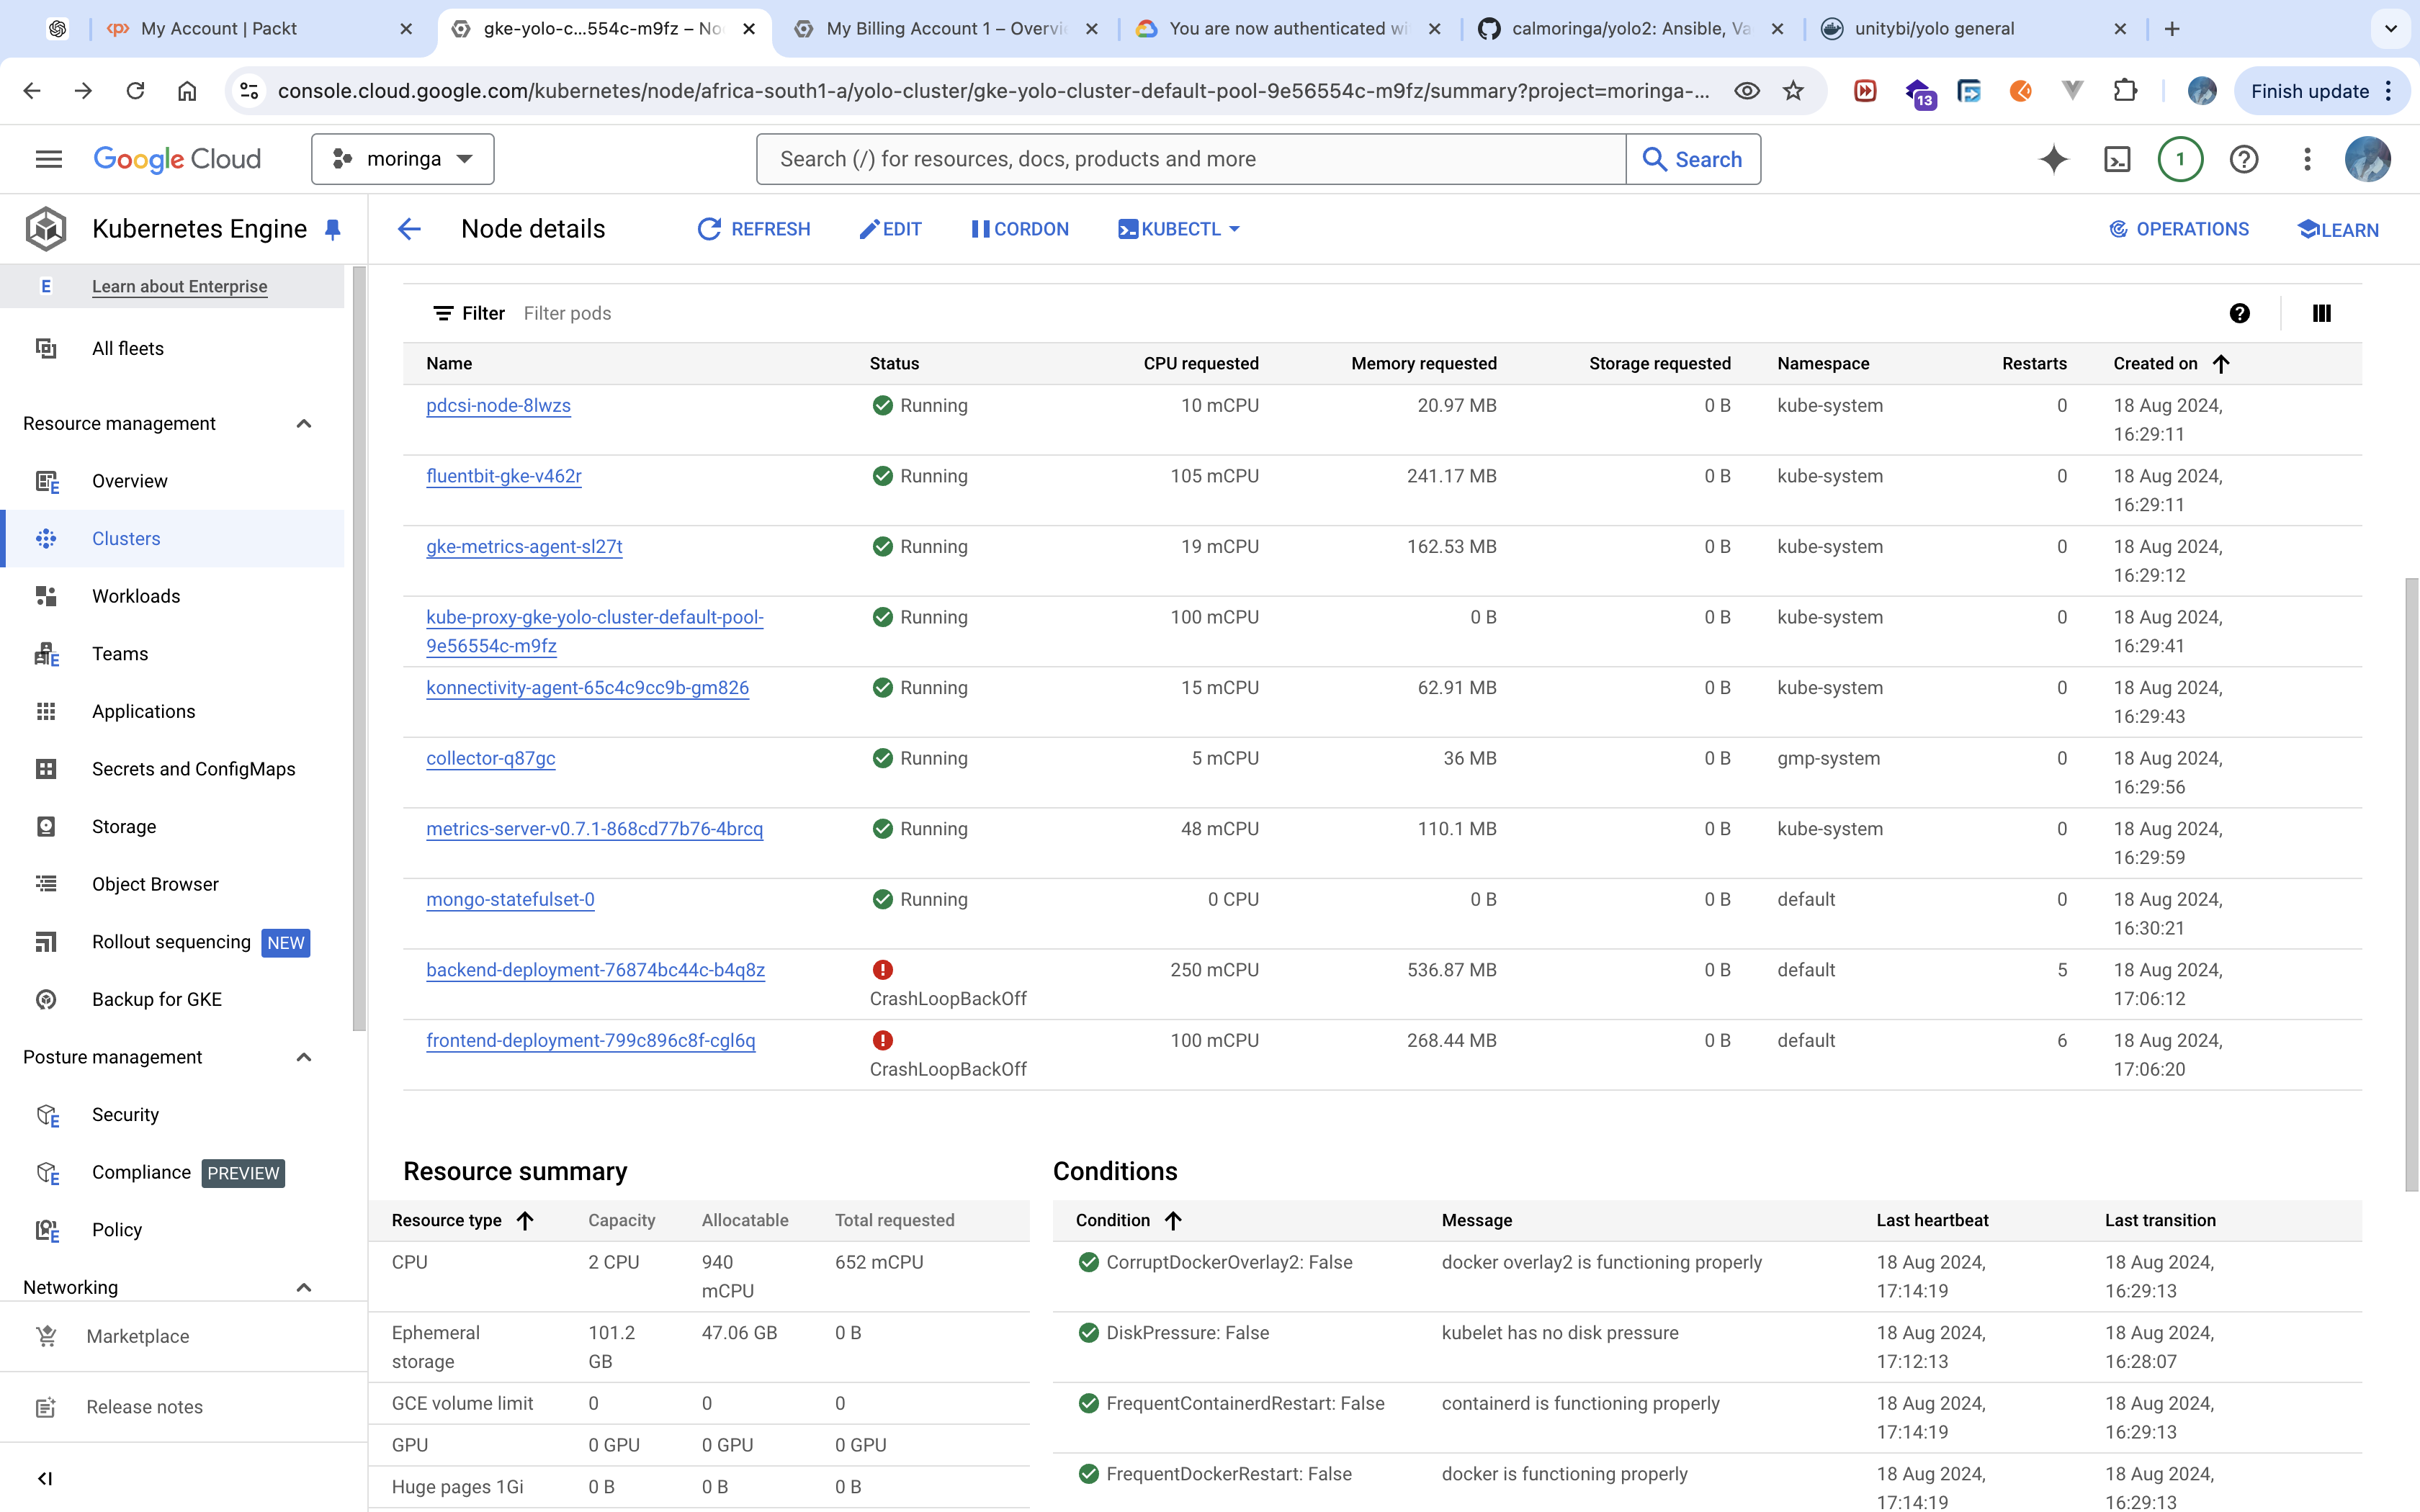 My Account | Packt
gke-yolo-c...554c-m9fz – No
My Billing Account 1 – Overvi
You are now authenticated wi
calmoringa/yolo2: Ansible, Va
unitybi/yolo general
console.cloud.google.com/kubernetes/node/africa-south1-a/yolo-cluster/gke-yolo-cluster-default-pool-9e56554c-m9fz/summary?project=moringa-...
13
Finish update
Google Cloud
moringa
Search (/) for resources, docs, products and more
Search
1
Kubernetes Engine
Node details
REFRESH
EDIT
CORDON
KUBECTL
OPERATIONS
LEARN
E Learn about Enterprise
All fleets
Resource management
Overview
Clusters
Workloads
Teams
Applications
Secrets and ConfigMaps
Storage
Object Browser
Rollout sequencing NEW
Backup for GKE
Posture management
Security
Compliance PREVIEW
Policy
Networking
Marketplace
Release notes
Filter Filter pods
Name Status CPU requested Memory requested Storage requested Namespace Restarts Created on
pdcsi-node-8lwzs Running 10 mCPU 20.97 MB 0 B kube-system 0 18 Aug 2024,
16:29:11
fluentbit-gke-v462r Running 105 mCPU 241.17 MB 0 B kube-system 0 18 Aug 2024,
16:29:11
gke-metrics-agent-sl27t Running 19 mCPU 162.53 MB 0 B kube-system 0 18 Aug 2024,
16:29:12
kube-proxy-gke-yolo-cluster-default-pool- Running 100 mCPU 0 B 0 B kube-system 0 18 Aug 2024,
9e56554c-m9fz 16:29:41
konnectivity-agent-65c4c9cc9b-gm826 Running 15 mCPU 62.91 MB 0 B kube-system 0 18 Aug 2024,
16:29:43
collector-q87gc Running 5 mCPU 36 MB 0 B gmp-system 0 18 Aug 2024,
16:29:56
metrics-server-v0.7.1-868cd77b76-4brcq Running 48 mCPU 110.1 MB 0 B kube-system 0 18 Aug 2024,
16:29:59
mongo-statefulset-0 Running 0 CPU 0 B 0 B default 0 18 Aug 2024,
16:30:21
backend-deployment-76874bc44c-b4q8z 250 mCPU 536.87 MB 0 B default 5 18 Aug 2024,
CrashLoopBackOff 17:06:12
frontend-deployment-799c896c8f-cgl6q 100 mCPU 268.44 MB 0 B default 6 18 Aug 2024,
CrashLoopBackOff 17:06:20
Resource summary
Resource type Capacity Allocatable Total requested
CPU 2 CPU 940 652 mCPU
mCPU
Ephemeral 101.2 47.06 GB 0 B
storage GB
GCE volume limit 0 0 0
GPU 0 GPU 0 GPU 0 GPU
Huge pages 1Gi 0 B 0 B 0 B
Conditions
Condition Message Last heartbeat Last transition
CorruptDockerOverlay2: False docker overlay2 is functioning properly 18 Aug 2024, 18 Aug 2024,
17:14:19 16:29:13
DiskPressure: False kubelet has no disk pressure 18 Aug 2024, 18 Aug 2024,
17:12:13 16:28:07
FrequentContainerdRestart: False containerd is functioning properly 18 Aug 2024, 18 Aug 2024,
17:14:19 16:29:13
FrequentDockerRestart: False docker is functioning properly 18 Aug 2024, 18 Aug 2024,
17:14:19 16:29:13